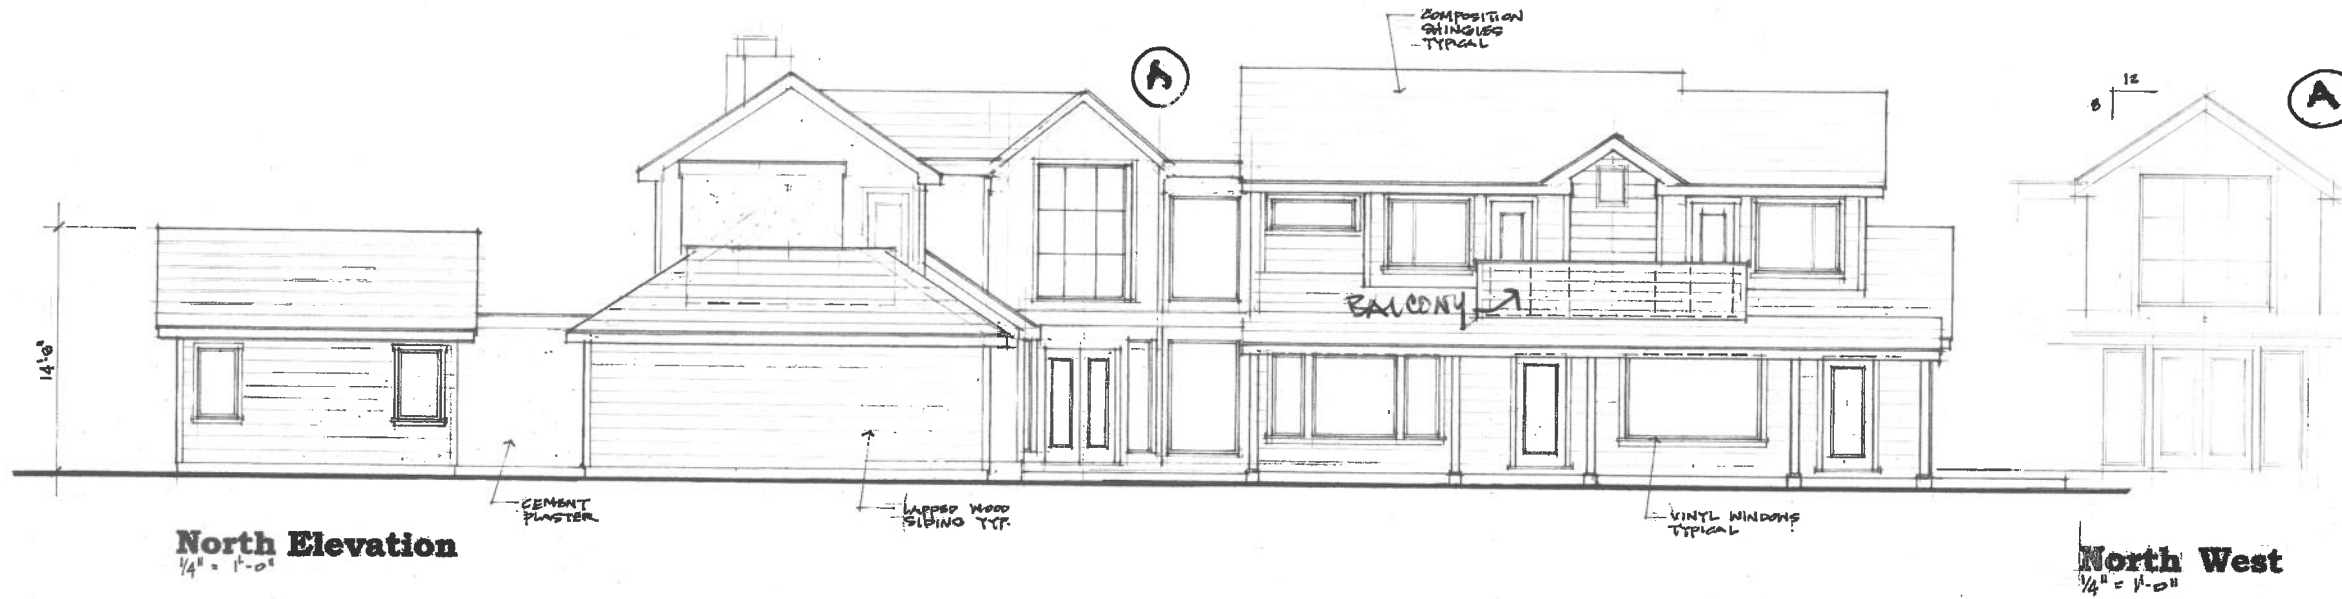 COMPOSITION
SHINGLES
TYPICAL
A
12
8
A
14'-8"
BALCONY
CEMENT
PLASTER
LAPPED WOOD
SIDING TYP.
VINYL WINDOWS
TYPICAL
North Elevation
1/4" = 1'-0"
North West
1/4" = 1'-0"